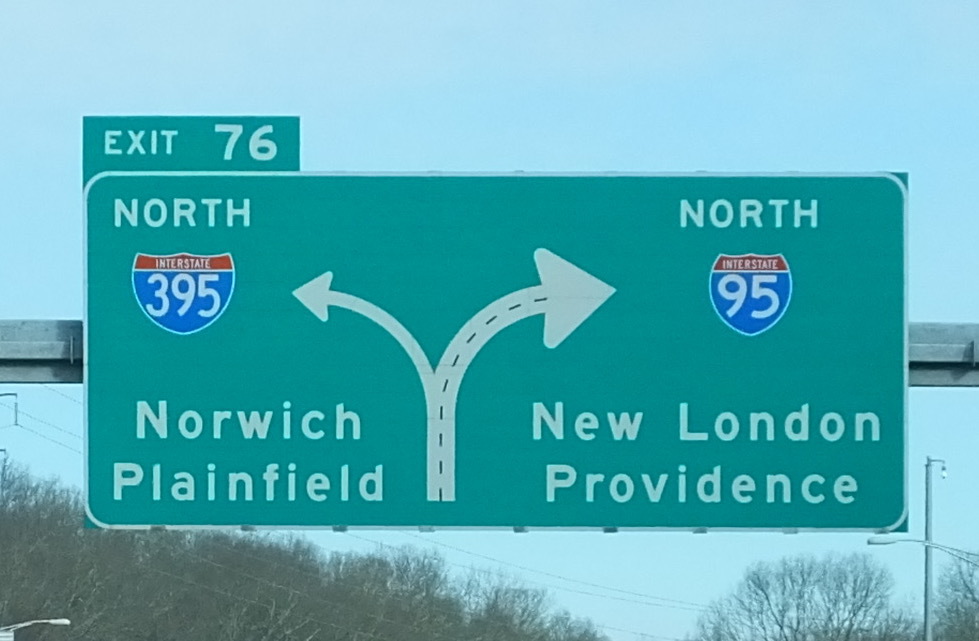 EXIT 76
NORTH
INTERSTATE
395
Norwich
Plainfield
NORTH
INTERSTATE
95
New London
Providence